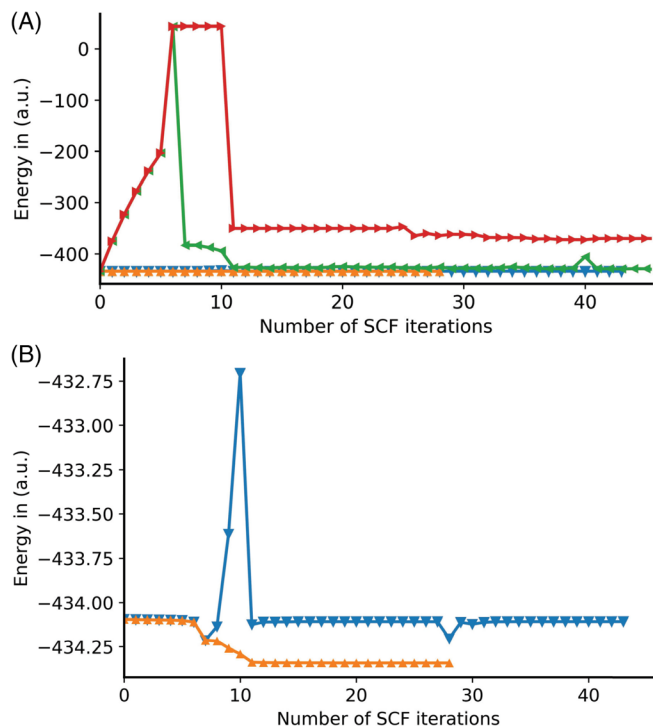 (A)
0
−100
−200
−300
−400
Energy in (a.u.)
0 10 20 30 40
Number of SCF iterations
(B)
−432.75
−433.00
−433.25
−433.50
−433.75
−434.00
−434.25
Energy in (a.u.)
0 10 20 30 40
Number of SCF iterations